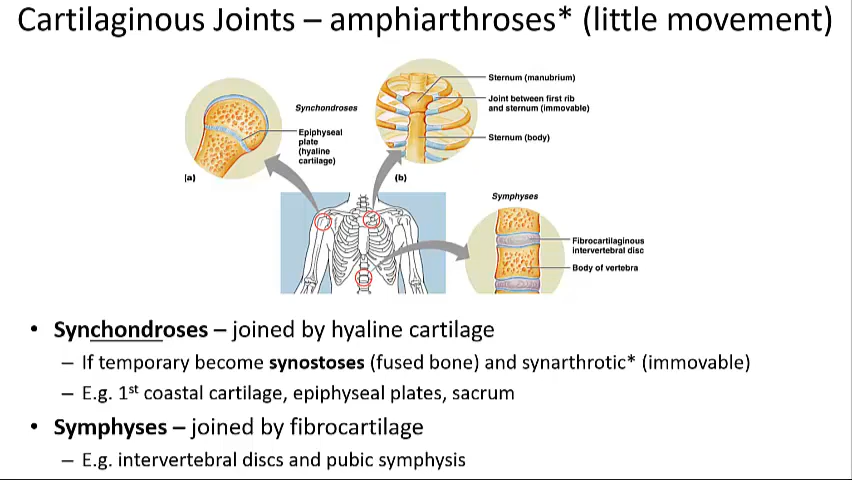 Cartilaginous Joints – amphiarthroses* (little movement)
Synchondroses
Epiphyseal
plate
(hyaline
cartilage)
(a)
Sternum (manubrium)
Joint between first rib
and sternum (immovable)
Sternum (body)
(b)
Symphyses
Fibrocartilaginous
intervertebral disc
Body of vertebra
• Synchondroses – joined by hyaline cartilage
– If temporary become synostoses (fused bone) and synarthrotic* (immovable)
– E.g. 1st coastal cartilage, epiphyseal plates, sacrum
• Symphyses – joined by fibrocartilage
– E.g. intervertebral discs and pubic symphysis